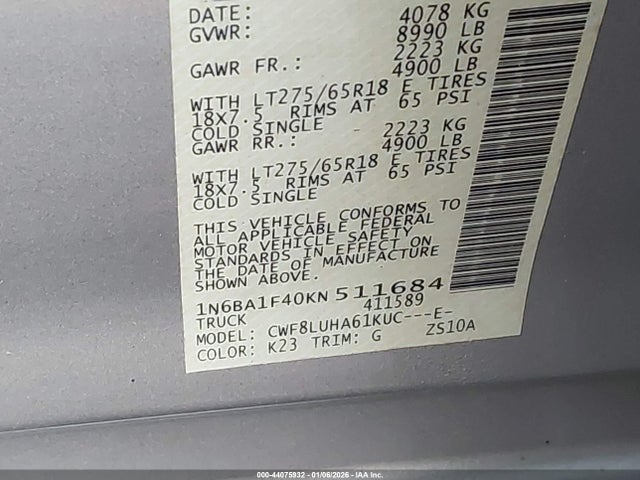 DATE: 4078 KG
GVWR: 8990 LB
2223 KG
GAWR FR.: 4900 LB
WITH LT275/65R18 E TIRES
18X7.5 RIMS AT 65 PSI
COLD SINGLE
2223 KG
GAWR RR.: 4900 LB
WITH LT275/65R18 E TIRES
18X7.5 RIMS AT 65 PSI
COLD SINGLE
THIS VEHICLE CONFORMS TO
ALL APPLICABLE FEDERAL
MOTOR VEHICLE SAFETY
STANDARDS IN EFFECT ON
THE DATE OF MANUFACTURE
SHOWN ABOVE.
1N6BA1F40KN 511684
TRUCK 411589
MODEL: CWF8LUHA61KUC---E-
COLOR: K23 TRIM: G ZS10A
000-44075932 - 01/06/2026 - IAA Inc.